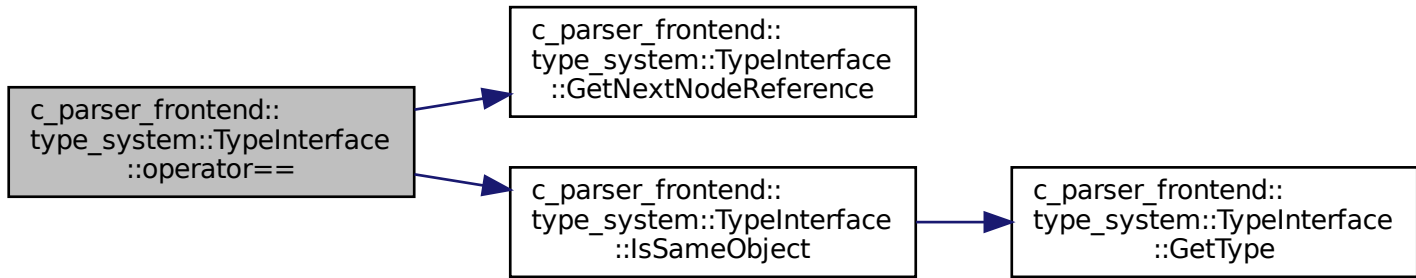 c_parser_frontend::
type_system::TypeInterface
::operator==
c_parser_frontend::
type_system::TypeInterface
::GetNextNodeReference
c_parser_frontend::
type_system::TypeInterface
::IsSameObject
c_parser_frontend::
type_system::TypeInterface
::GetType